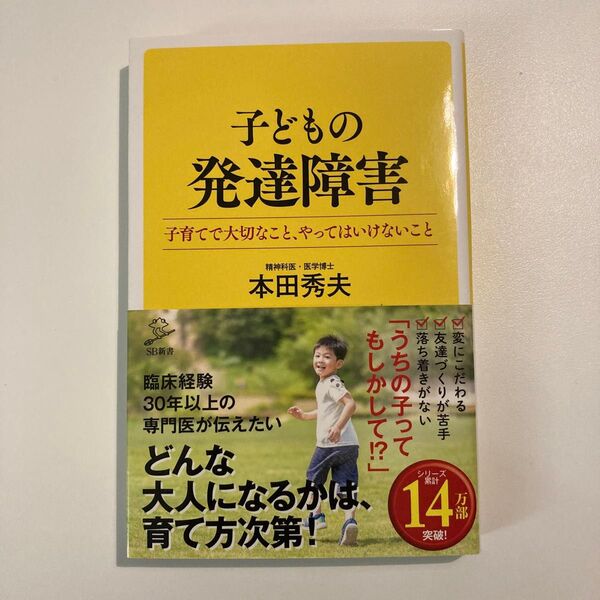 子どもの
発達障害
子育てで大切なこと、やってはいけないこと
精神科医・医学博士
本田秀夫
SB新書
変にこだわる
友達づくりが苦手
落ち着きがない
「うちの子って
もしかして!?」
臨床経験
30年以上の
専門医が伝えたい
どんな
大人になるかは、
育て方次第!
シリーズ
累計
14万部
突破!